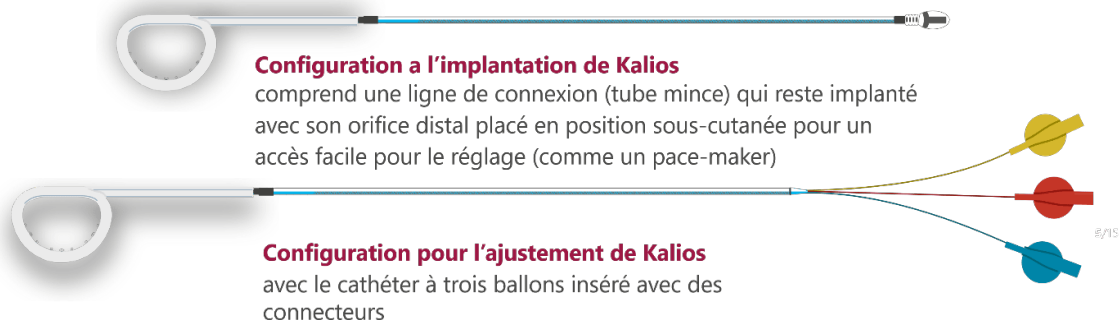 Configuration a l’implantation de Kalios
comprend une ligne de connexion (tube mince) qui reste implanté
avec son orifice distal placé en position sous-cutanée pour un
accès facile pour le réglage (comme un pace-maker)
Configuration pour l’ajustement de Kalios
avec le cathéter à trois ballons inséré avec des
connecteurs